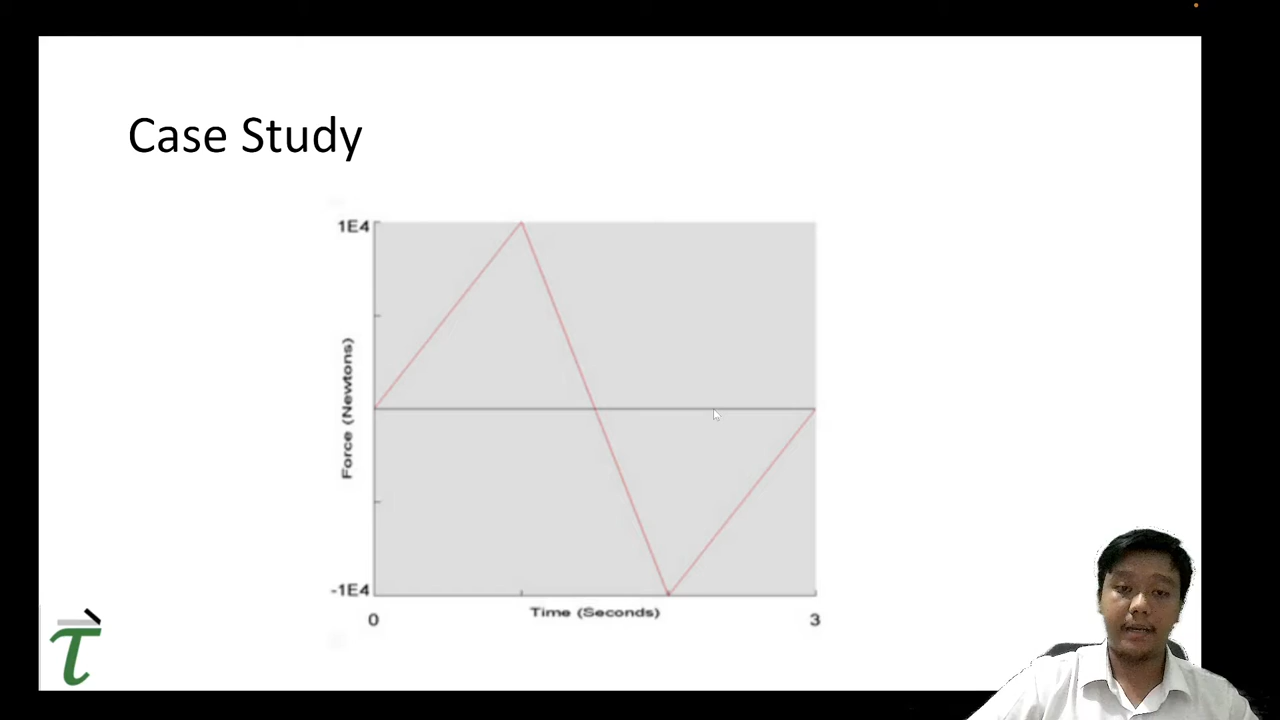 Case Study
1E4
Force (Newtons)
-1E4
0
Time (Seconds)
3
τ